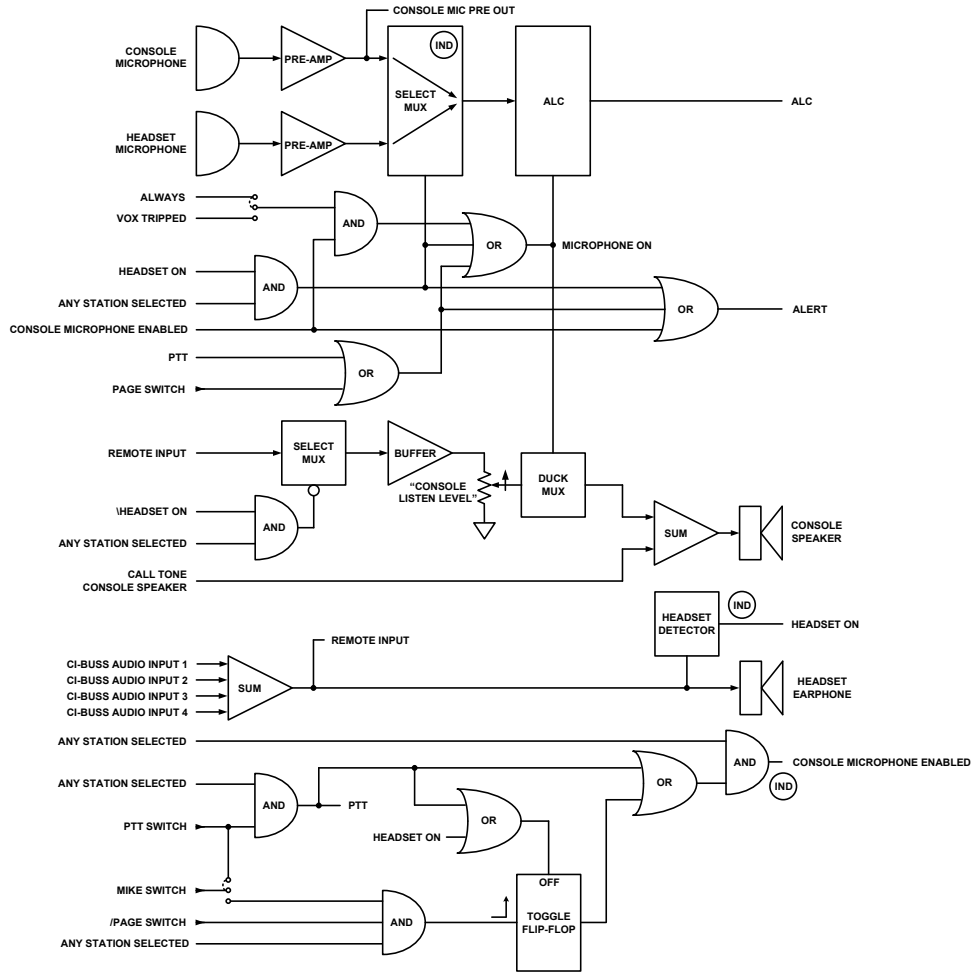 CONSOLE MIC PRE OUT
CONSOLE
MICROPHONE
PRE-AMP
IND
SELECT
MUX
ALC
ALC
HEADSET
MICROPHONE
PRE-AMP
ALWAYS
VOX TRIPPED
AND
OR
MICROPHONE ON
HEADSET ON
AND
ANY STATION SELECTED
OR
ALERT
CONSOLE MICROPHONE ENABLED
PTT
OR
PAGE SWITCH
REMOTE INPUT
SELECT
MUX
BUFFER
"CONSOLE
LISTEN LEVEL"
DUCK
MUX
\HEADSET ON
AND
ANY STATION SELECTED
SUM
CONSOLE
SPEAKER
CALL TONE
CONSOLE SPEAKER
HEADSET
DETECTOR
IND
HEADSET ON
REMOTE INPUT
CI-BUSS AUDIO INPUT 1
CI-BUSS AUDIO INPUT 2
CI-BUSS AUDIO INPUT 3
CI-BUSS AUDIO INPUT 4
SUM
HEADSET
EARPHONE
ANY STATION SELECTED
AND
CONSOLE MICROPHONE ENABLED
IND
ANY STATION SELECTED
AND
PTT
OR
PTT SWITCH
OR
HEADSET ON
MIKE SWITCH
OFF
TOGGLE
FLIP-FLOP
/PAGE SWITCH
AND
ANY STATION SELECTED